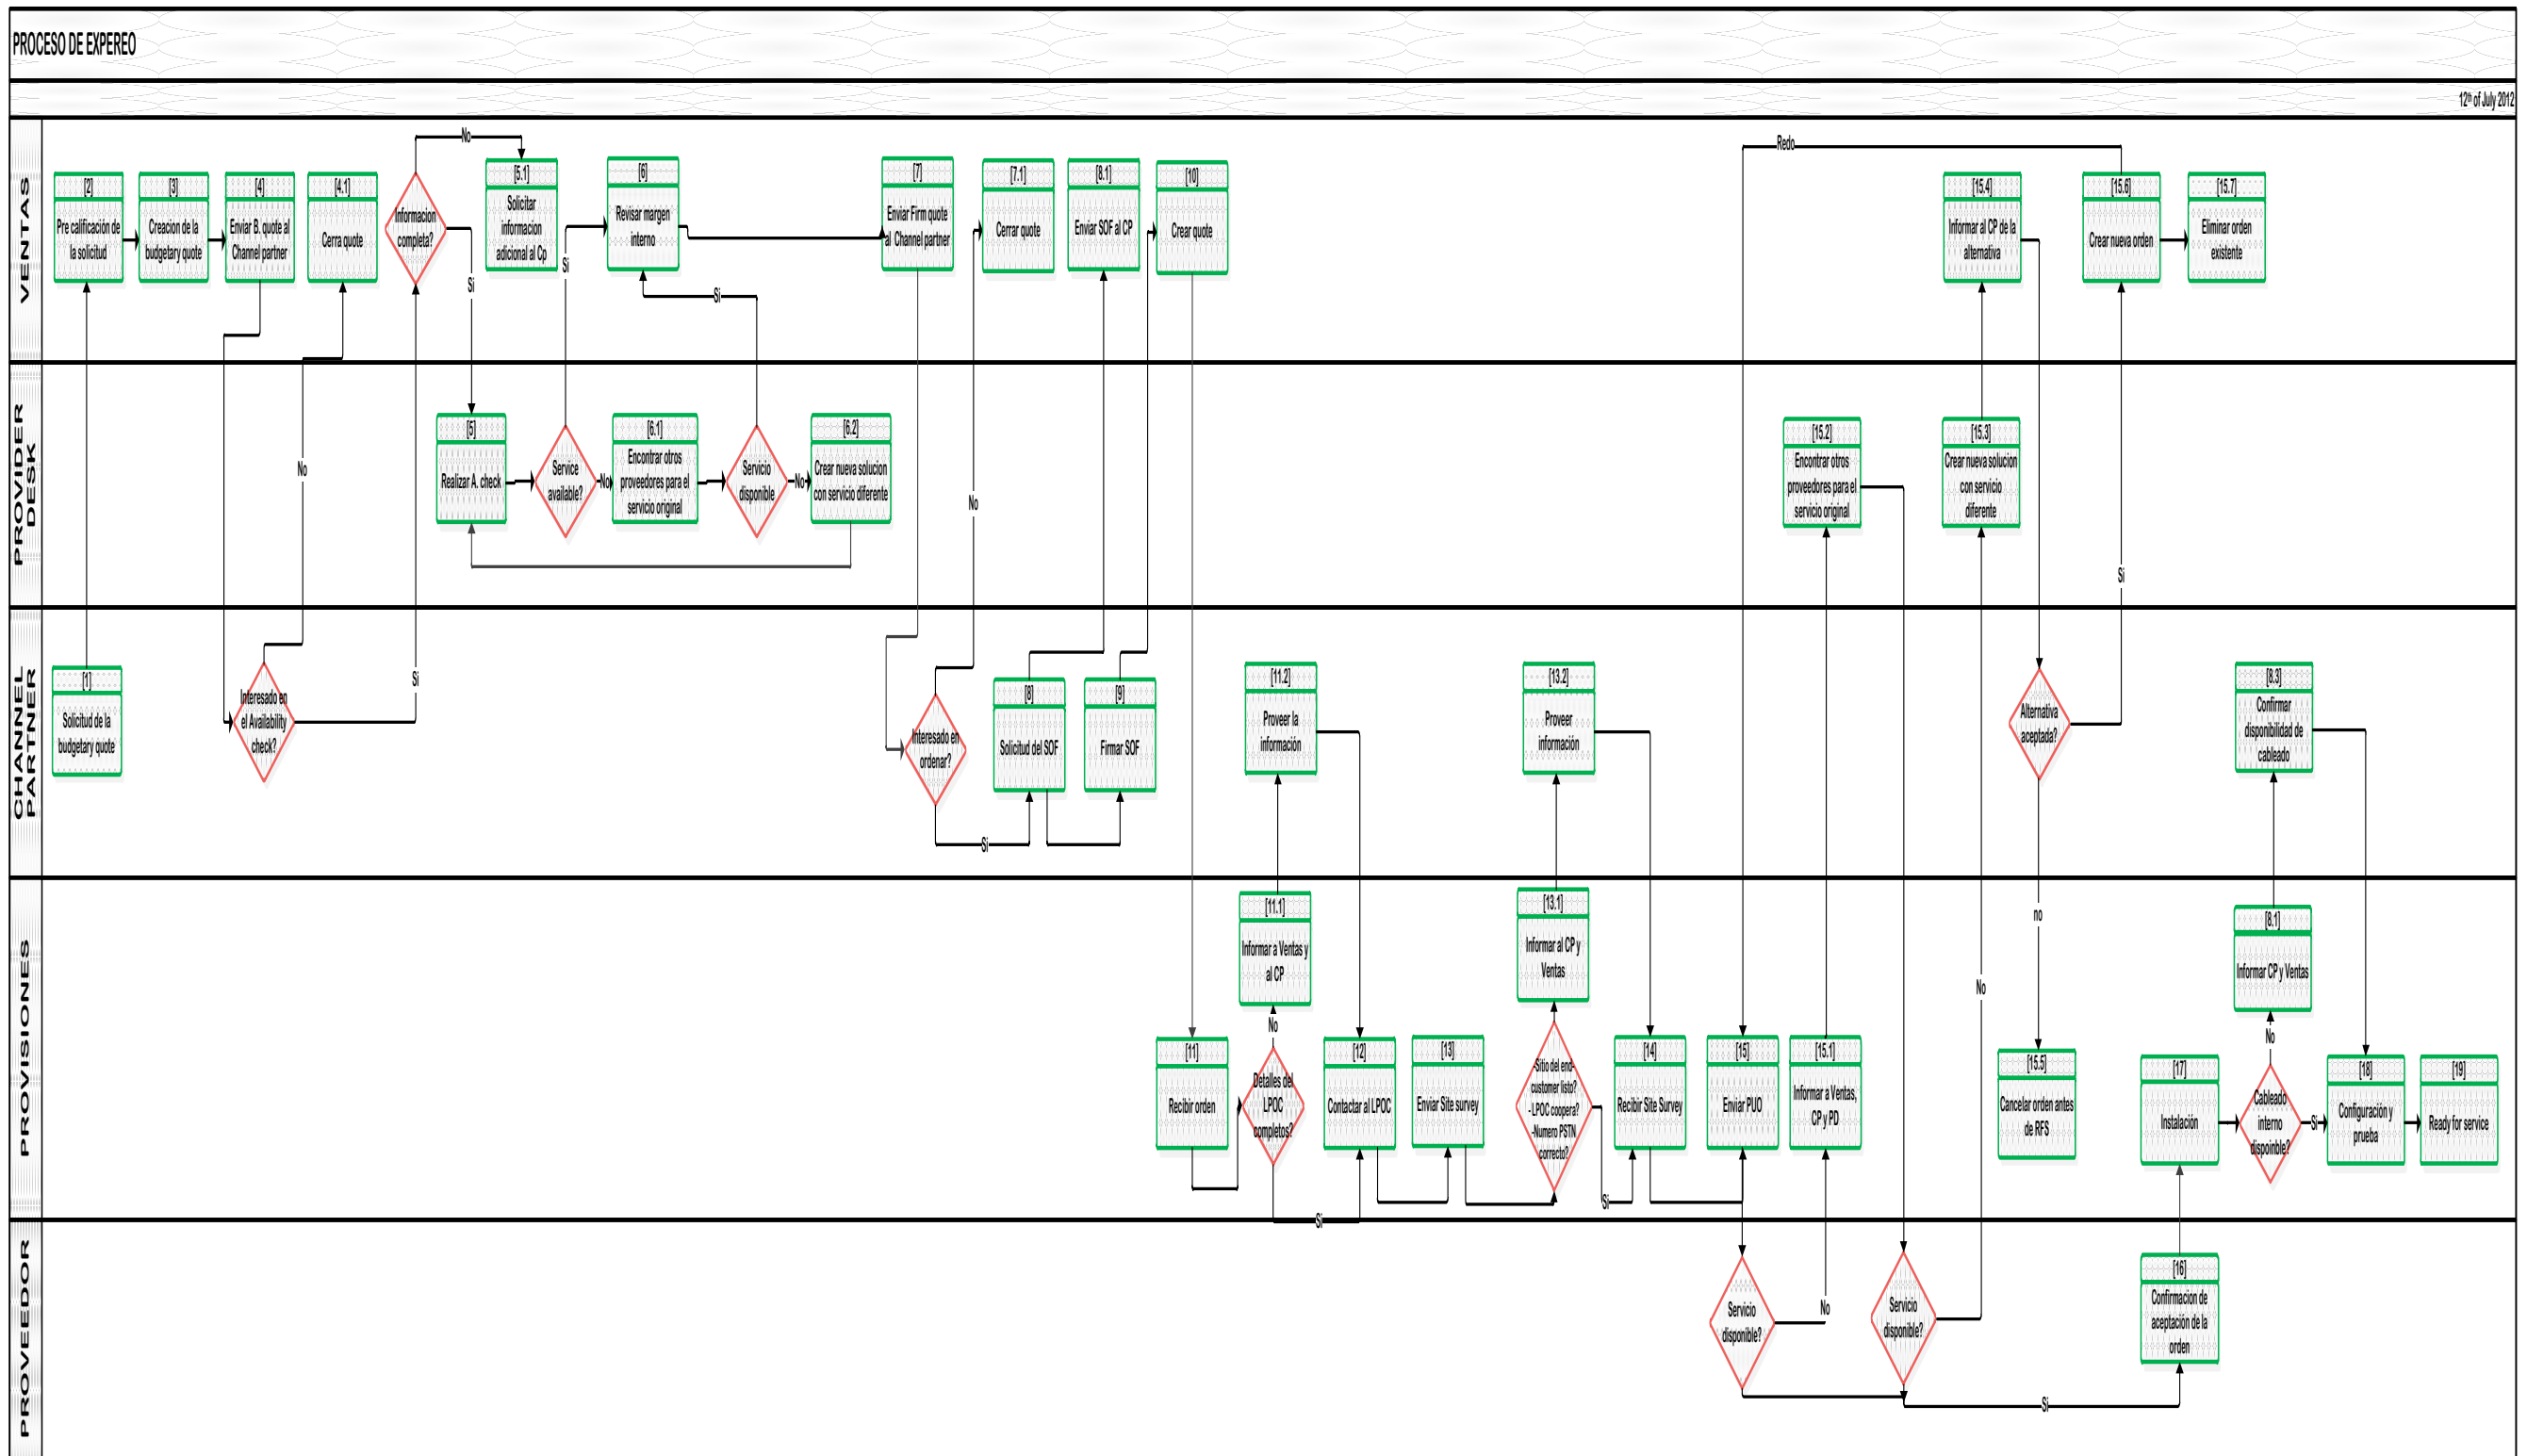 PROCESO DE EXPEREO
12th of July 2012
VENTAS
No
[2]
Pre calificación de
la solicitud
[3]
Creacion de la
budgetary quote
[4]
Enviar B. quote al
Channel partner
[4.1]
Cerra quote
Informacion
completa?
Si
[5.1]
Solicitar
informacion
adicional al Cp
Si
[6]
Revisar margen
interno
Si
[7]
Enviar Firm quote
al Channel partner
[7.1]
Cerrar quote
[8.1]
Enviar SOF al CP
[10]
Crear quote
Redo
[15.4]
Informar al CP de la
alternativa
[15.6]
Crear nueva orden
[15.7]
Eliminar orden
existente
PROVIDER
DESK
No
[5]
Realizar A. check
Service
available?
No
[6.1]
Encontrar otros
proveedores para el
servicio original
Servicio
disponible
No
[6.2]
Crear nueva solucion
con servicio diferente
No
[15.2]
Encontrar otros
proveedores para el
servicio original
[15.3]
Crear nueva solucion
con servicio
diferente
Si
CHANNEL
PARTNER
[1]
Solicitud de la
budgetary quote
Interesado en
el Availability
check?
Si
Interesado en
ordenar?
Si
[8]
Solicitud del SOF
[9]
Firmar SOF
[11.2]
Proveer la
información
[13.2]
Proveer
información
Alternativa
aceptada?
[8.3]
Confirmar
disponibilidad de
cableado
PROVISIONES
[11]
Recibir orden
[11.1]
Informar a Ventas y
al CP
No
Detalles del
LPOC
completos?
Si
[12]
Contactar al LPOC
[13]
Enviar Site survey
[13.1]
Informar al CP y
Ventas
-Sitio del end-
customer listo?
- LPOC coopera?
-Numero PSTN
correcto?
Si
[14]
Recibir Site Survey
[15]
Enviar PUO
[15.1]
Informar a Ventas,
CP y PD
No
no
[15.5]
Cancelar orden antes
de RFS
[17]
Instalación
[8.1]
Informar CP y Ventas
No
Cableado
interno
disponible?
Si
[18]
Configuración y
prueba
[19]
Ready for service
PROVEEDOR
Servicio
disponible?
No
Servicio
disponible?
Si
[16]
Confirmacion de
aceptación de la
orden